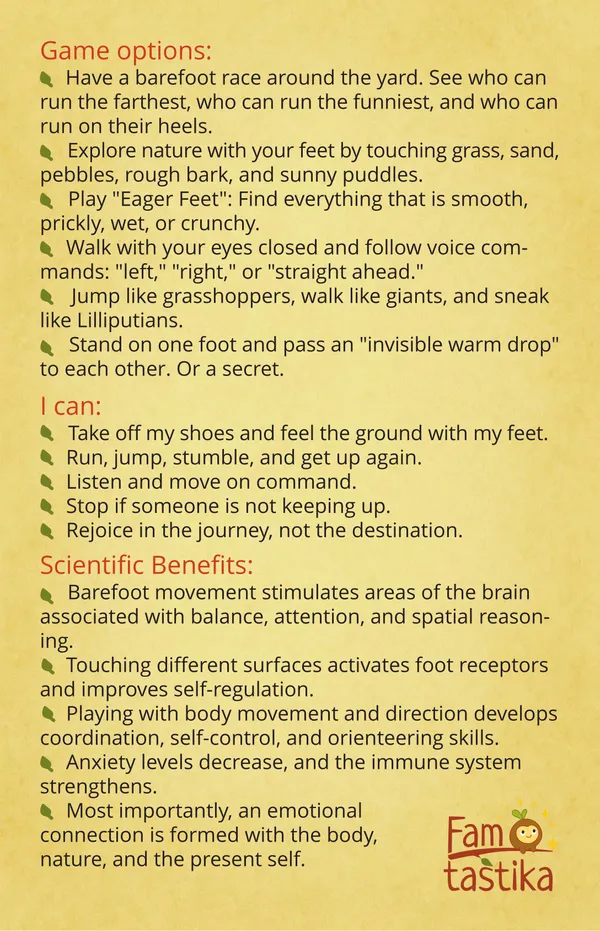 Game options:
Have a barefoot race around the yard. See who can
run the farthest, who can run the funniest, and who can
run on their heels.
Explore nature with your feet by touching grass, sand,
pebbles, rough bark, and sunny puddles.
Play "Eager Feet": Find everything that is smooth,
prickly, wet, or crunchy.
Walk with your eyes closed and follow voice com-
mands: "left," "right," or "straight ahead."
Jump like grasshoppers, walk like giants, and sneak
like Lilliputians.
Stand on one foot and pass an "invisible warm drop"
to each other. Or a secret.
I can:
Take off my shoes and feel the ground with my feet.
Run, jump, stumble, and get up again.
Listen and move on command.
Stop if someone is not keeping up.
Rejoice in the journey, not the destination.
Scientific Benefits:
Barefoot movement stimulates areas of the brain
associated with balance, attention, and spatial reason-
ing.
Touching different surfaces activates foot receptors
and improves self-regulation.
Playing with body movement and direction develops
coordination, self-control, and orienteering skills.
Anxiety levels decrease, and the immune system
strengthens.
Most importantly, an emotional
connection is formed with the body,
nature, and the present self.
Fam
tastika